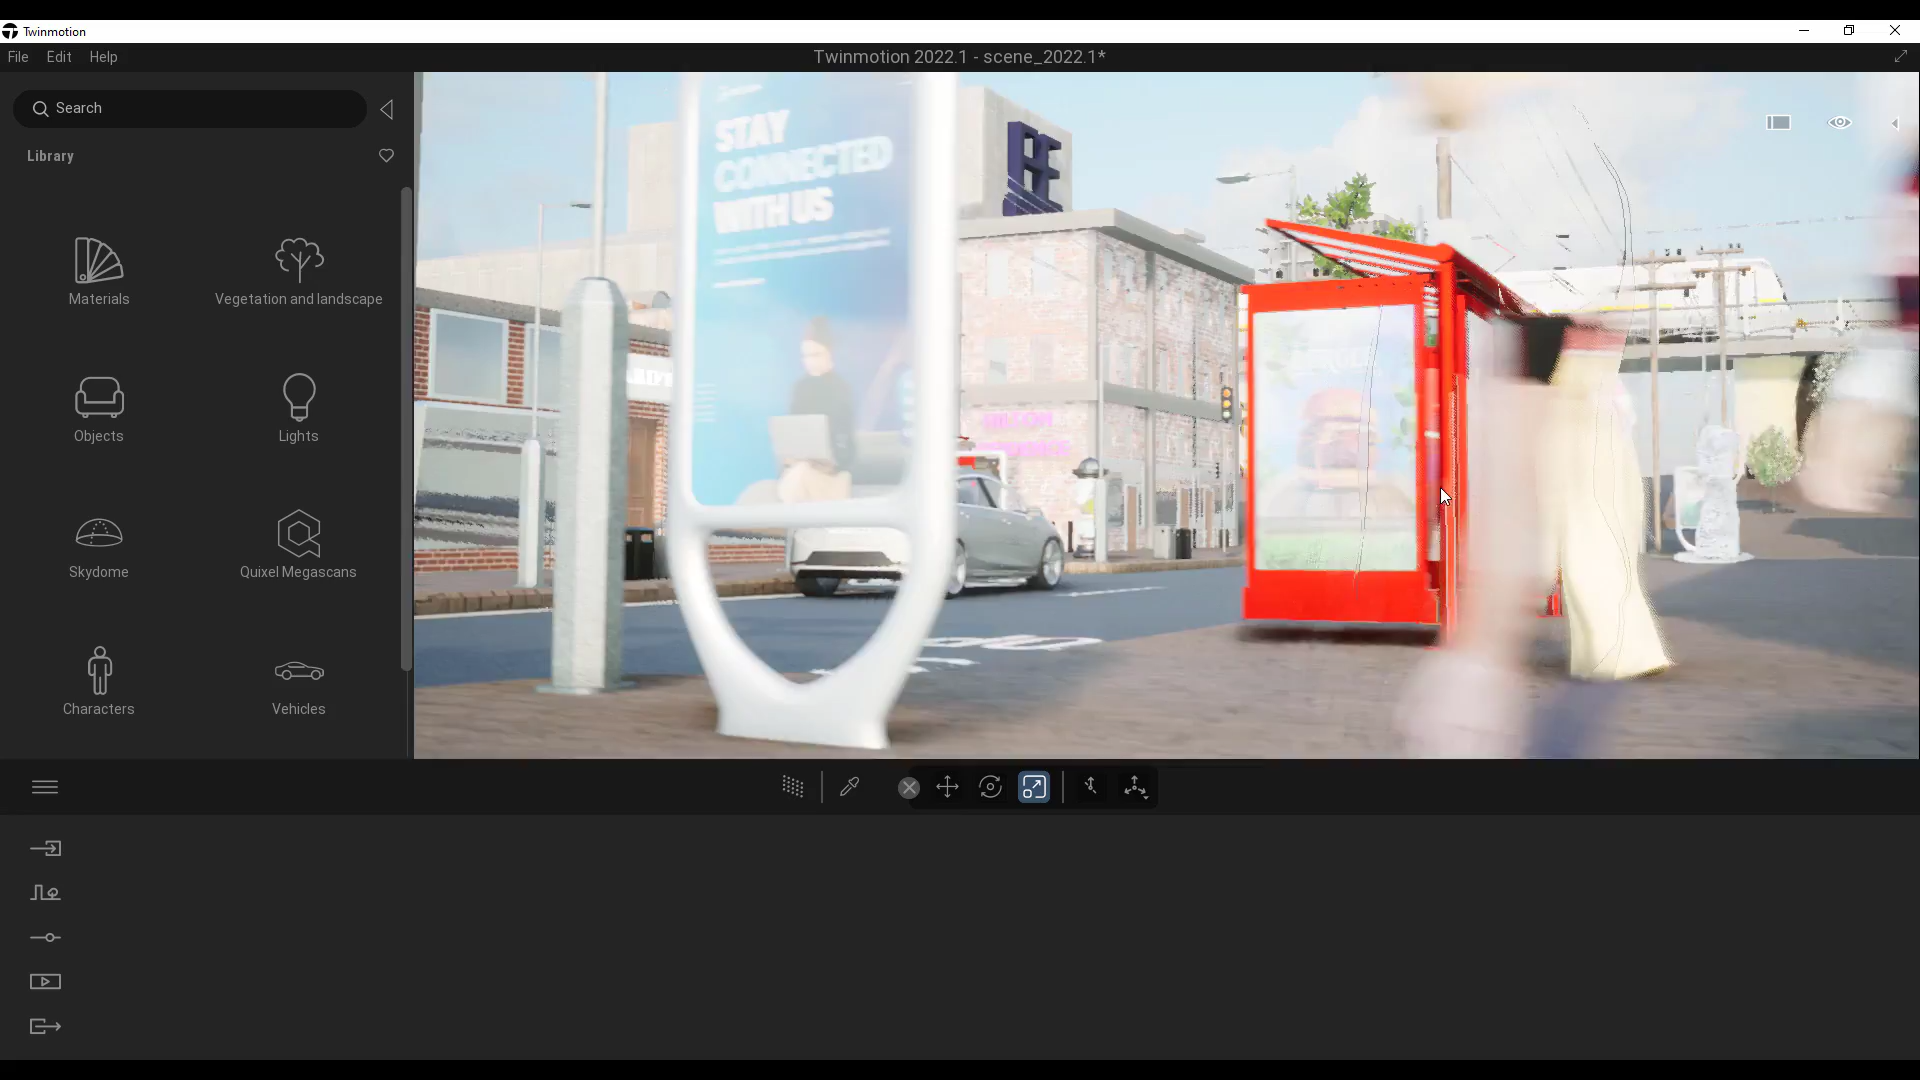 Twinmotion
File Edit Help
Twinmotion 2022.1 - scene_2022.1*
Search
Library
Materials
Vegetation and landscape
Objects
Lights
Skydome
Quixel Megascans
Characters
Vehicles
STAY
CONNECTED
WITH US